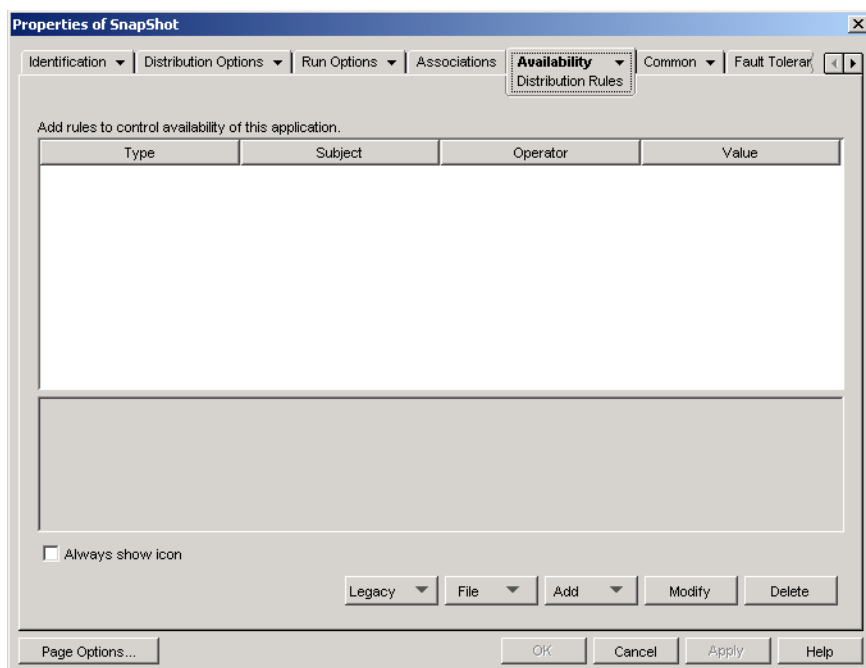 Properties of SnapShot
Identification Distribution Options Run Options Associations Availability Common Fault
Distribution Rules
Add rules to control availability of this application.
Type Subject Operator Value
Always show icon
Legacy File Add Modify Delete
Page Options... OK Cancel Apply Help